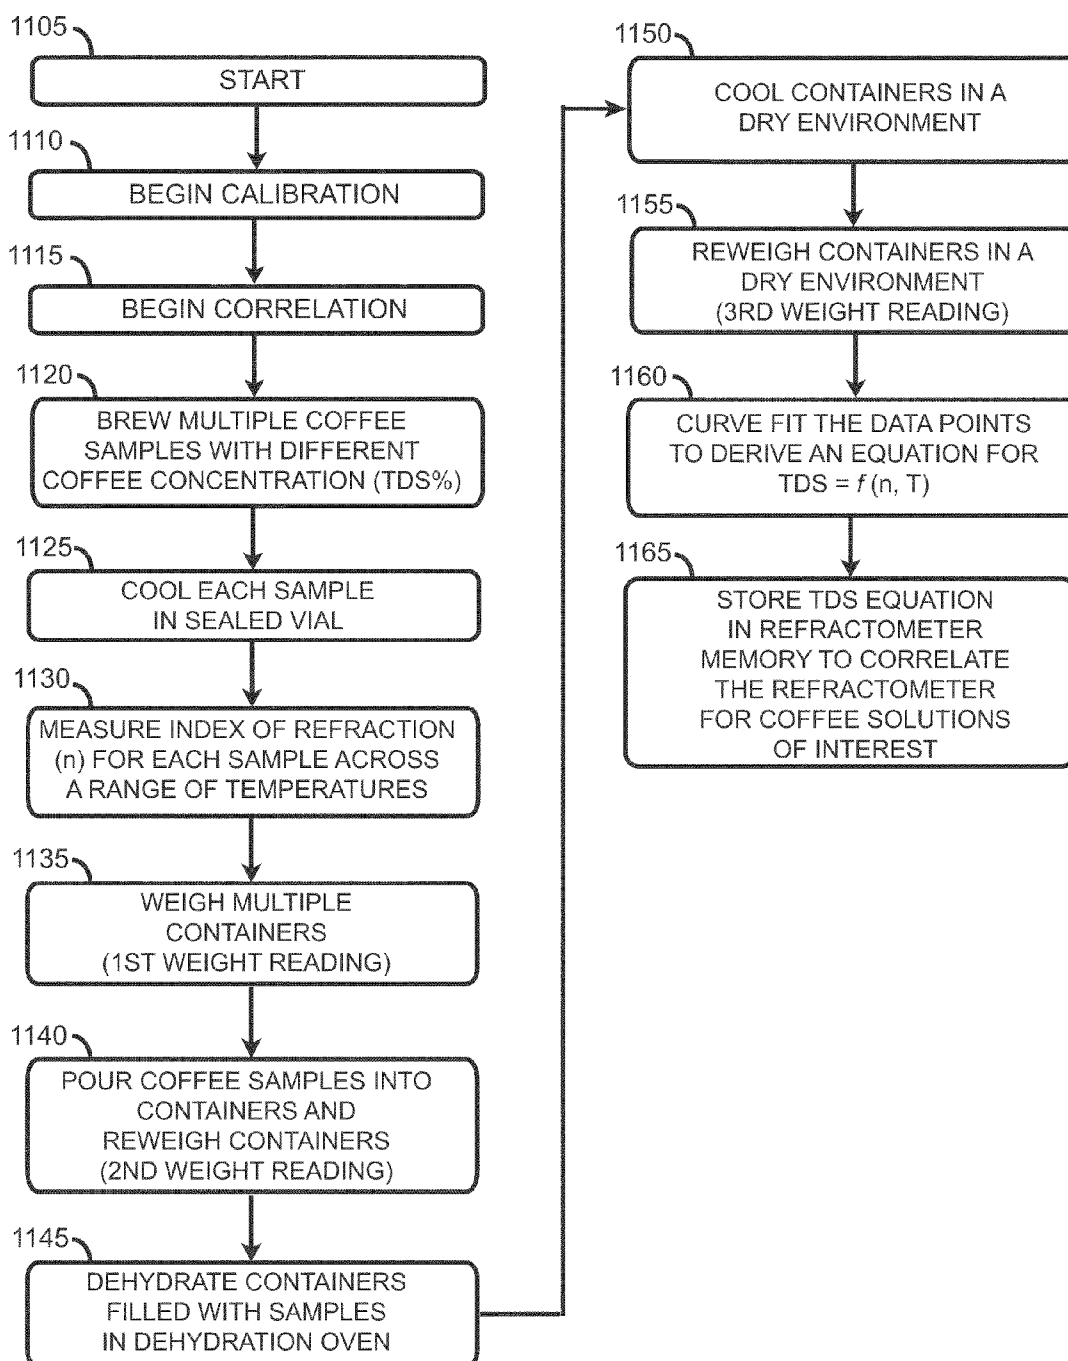 1105
START
1110
BEGIN CALIBRATION
1115
BEGIN CORRELATION
1120
BREW MULTIPLE COFFEE
SAMPLES WITH DIFFERENT
COFFEE CONCENTRATION (TDS%)
1125
COOL EACH SAMPLE
IN SEALED VIAL
1130
MEASURE INDEX OF REFRACTION
(n) FOR EACH SAMPLE ACROSS
A RANGE OF TEMPERATURES
1135
WEIGH MULTIPLE
CONTAINERS
(1ST WEIGHT READING)
1140
POUR COFFEE SAMPLES INTO
CONTAINERS AND
REWEIGH CONTAINERS
(2ND WEIGHT READING)
1145
DEHYDRATE CONTAINERS
FILLED WITH SAMPLES
IN DEHYDRATION OVEN
1150
COOL CONTAINERS IN A
DRY ENVIRONMENT
1155
REWEIGH CONTAINERS IN A
DRY ENVIRONMENT
(3RD WEIGHT READING)
1160
CURVE FIT THE DATA POINTS
TO DERIVE AN EQUATION FOR
TDS = f (n, T)
1165
STORE TDS EQUATION
IN REFRACTOMETER
MEMORY TO CORRELATE
THE REFRACTOMETER
FOR COFFEE SOLUTIONS
OF INTEREST